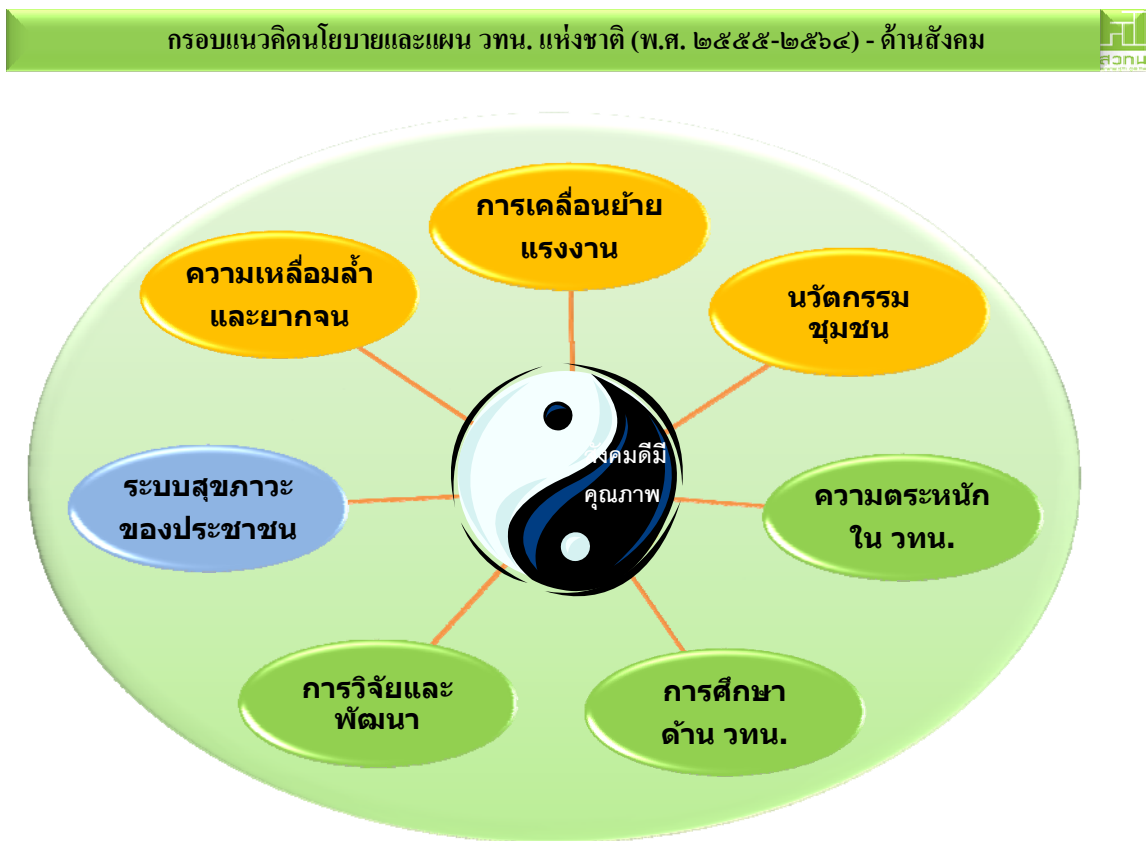 กรอบแนวคิดนโยบายและแผน วทน. แห่งชาติ (พ.ศ. ๒๕๕๕-๒๕๖๔) - ด้านสังคม
สวทน
การเคลื่อนย้าย
แรงงาน
ความเหลื่อมล้ำ
และยากจน
นวัตกรรม
ชุมชน
สังคมดีมี
คุณภาพ
ระบบสุขภาวะ
ของประชาชน
ความตระหนัก
ใน วทน.
การวิจัยและ
พัฒนา
การศึกษา
ด้าน วทน.